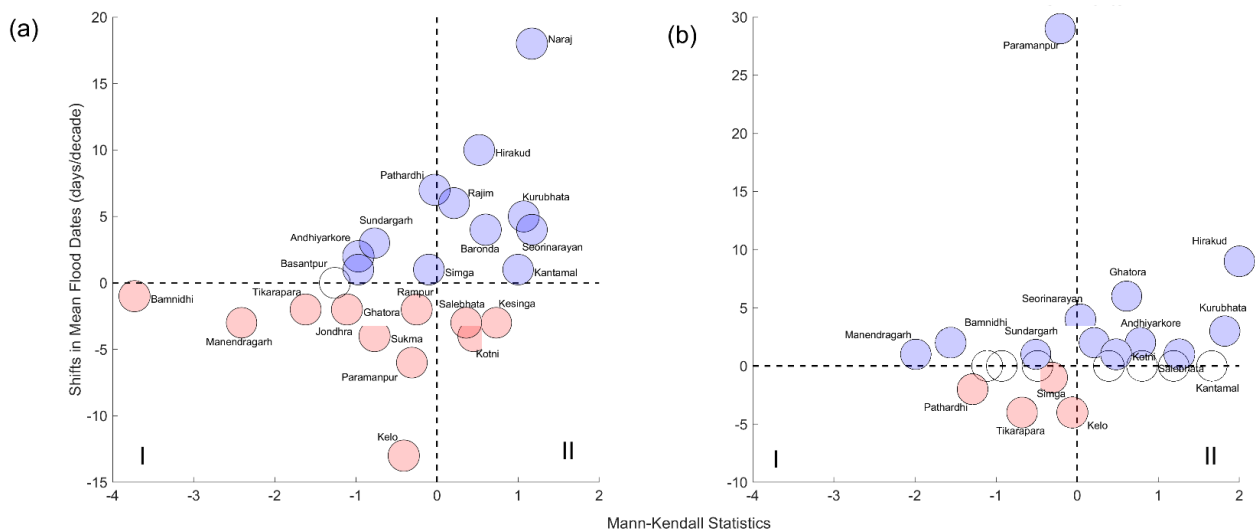 (a)
20
15
10
5
0
-5
-10
-15
-4
-3
-2
-1
0
1
2
Shifts in Mean Flood Dates (days/decade)
Naraj
Hirakud
Pathardhi
Rajim
Kurubhata
Sundargarh
Baronda
Seorinarayan
Andhiyarkore
Basantpur
Simga
Kantamal
Bamnidhi
Tikarapara
Rampur
Salebhata
Kesinga
Ghatora
Manendragarh
Jondhra
Sukma
Kotni
Paramanpur
Kelo
I
II
(b)
30
25
20
15
10
5
0
-5
-10
-4
-3
-2
-1
0
1
2
Paramanpur
Hirakud
Ghatora
Seorinarayan
Manendragarh
Bamnidhi
Sundargarh
Andhiyarkore
Kurubhata
Kotni
Salebhata
Kantamal
Pathardhi
Simga
Tikarapara
Kelo
I
II
Mann-Kendall Statistics